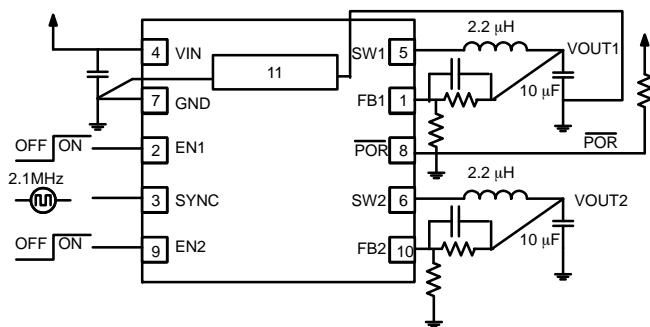 2.2 μH
4 VIN
SW1 5
VOUT1
11
7 GND
FB1 1
10 μF
OFF ON
2 EN1
POR 8
POR
2.1MHz
2.2 μH
3 SYNC
SW2 6
VOUT2
OFF ON
9 EN2
FB2 10
10 μF